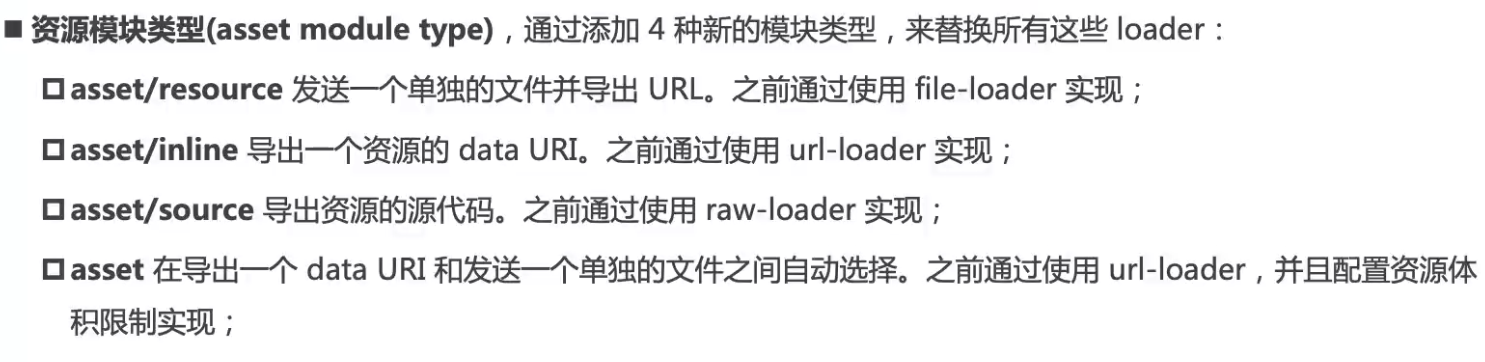 ■ 资源模块类型(asset module type)，通过添加 4 种新的模块类型，来替换所有这些 loader：
□ asset/resource 发送一个单独的文件并导出 URL。之前通过使用 file-loader 实现；
□ asset/inline 导出一个资源的 data URI。之前通过使用 url-loader 实现；
□ asset/source 导出资源的源代码。之前通过使用 raw-loader 实现；
□ asset 在导出一个 data URI 和发送一个单独的文件之间自动选择。之前通过使用 url-loader，并且配置资源体
积限制实现；